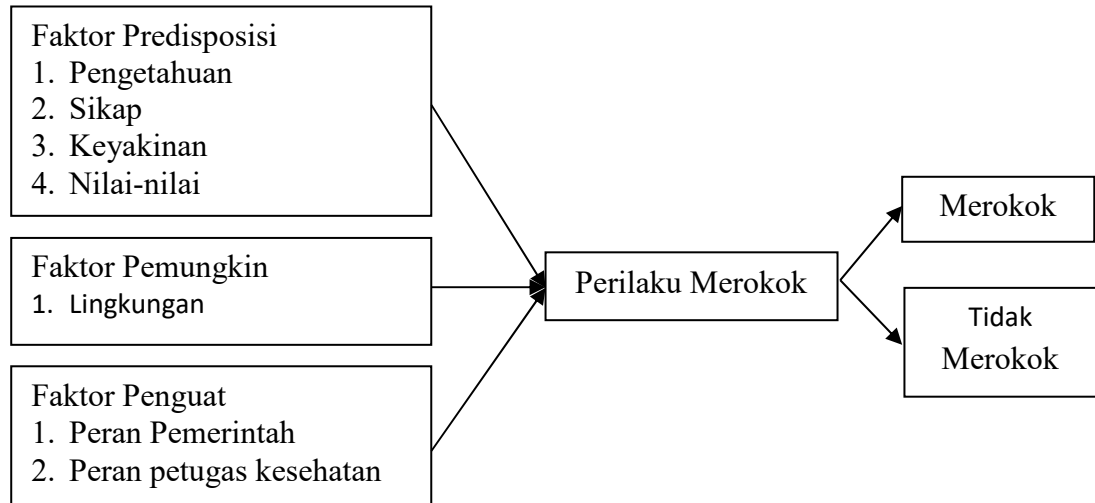 Faktor Predisposisi
1. Pengetahuan
2. Sikap
3. Keyakinan
4. Nilai-nilai
Faktor Pemungkin
1. Lingkungan
Faktor Penguat
1. Peran Pemerintah
2. Peran petugas kesehatan
Perilaku Merokok
Merokok
Tidak
Merokok